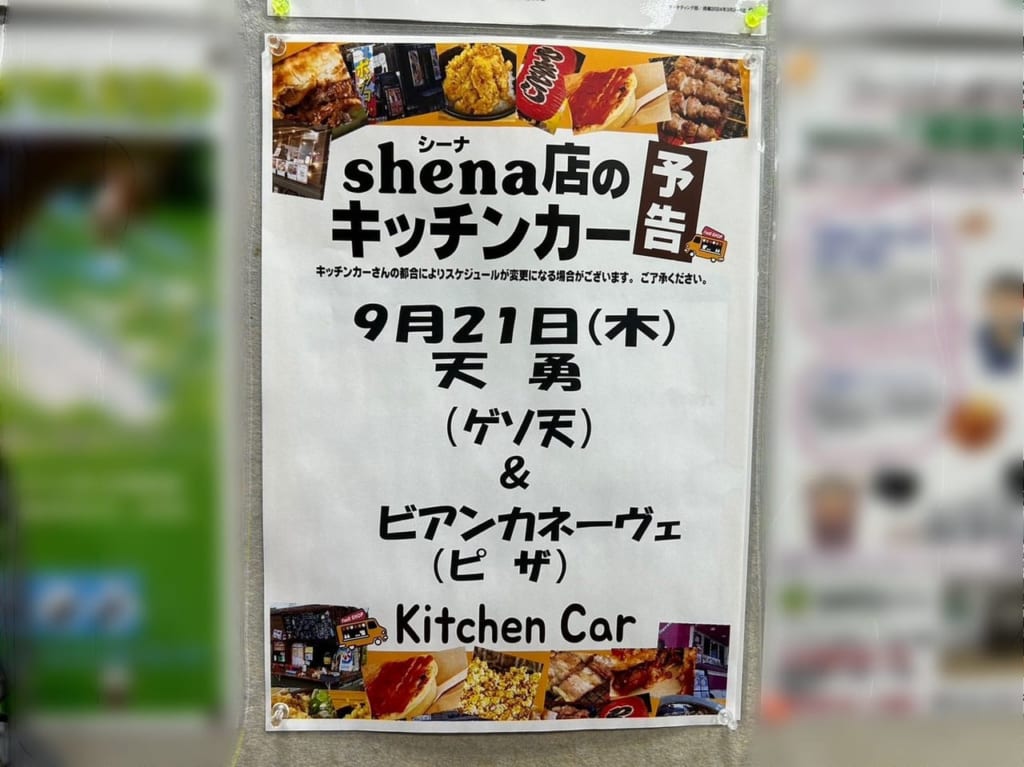 シーナ
shena店の
キッチンカー
予告
キッチンカーさんの都合によりスケジュールが変更になる場合がございます。ご了承ください。
9月21日(木)
天 勇
(ゲソ天)
&
ビアンカネーヴェ
(ピ ザ)
Kitchen Car